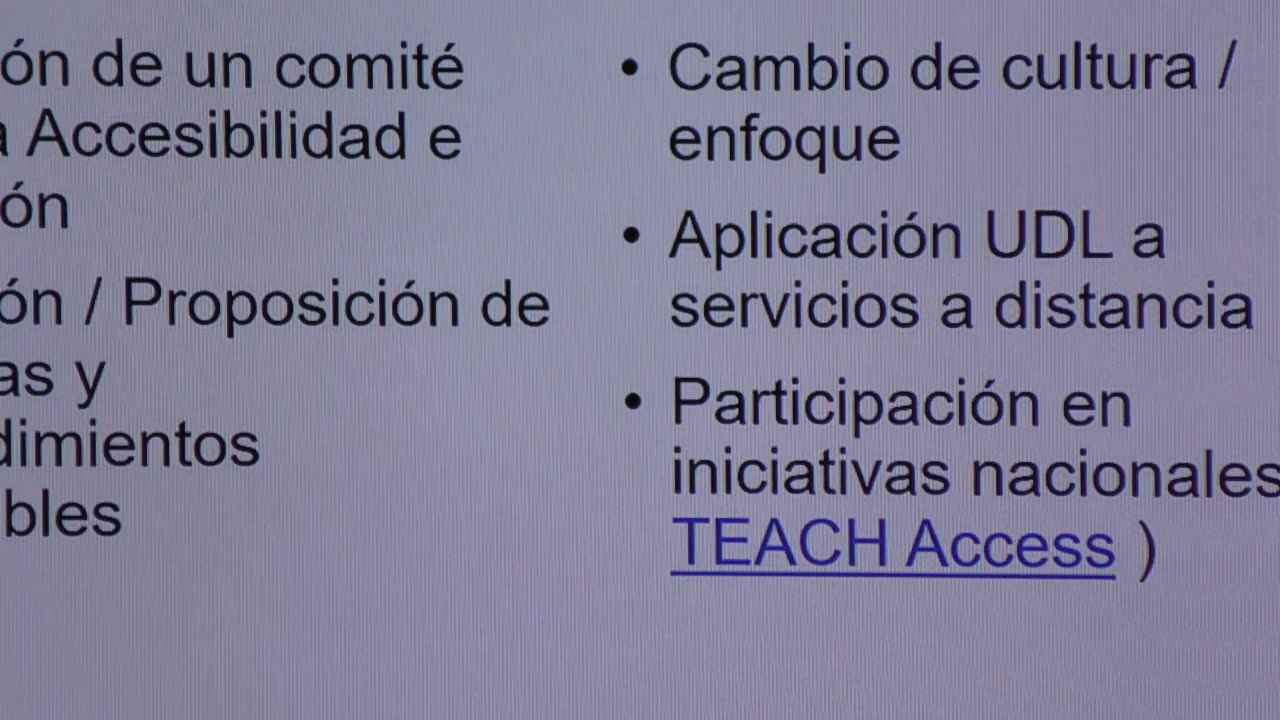 ón de un comité
a Accesibilidad e
ón
ón / Proposición de
as y
dimientos
bles
• Cambio de cultura /
enfoque
• Aplicación UDL a
servicios a distancia
• Participación en
iniciativas nacionales
TEACH Access )